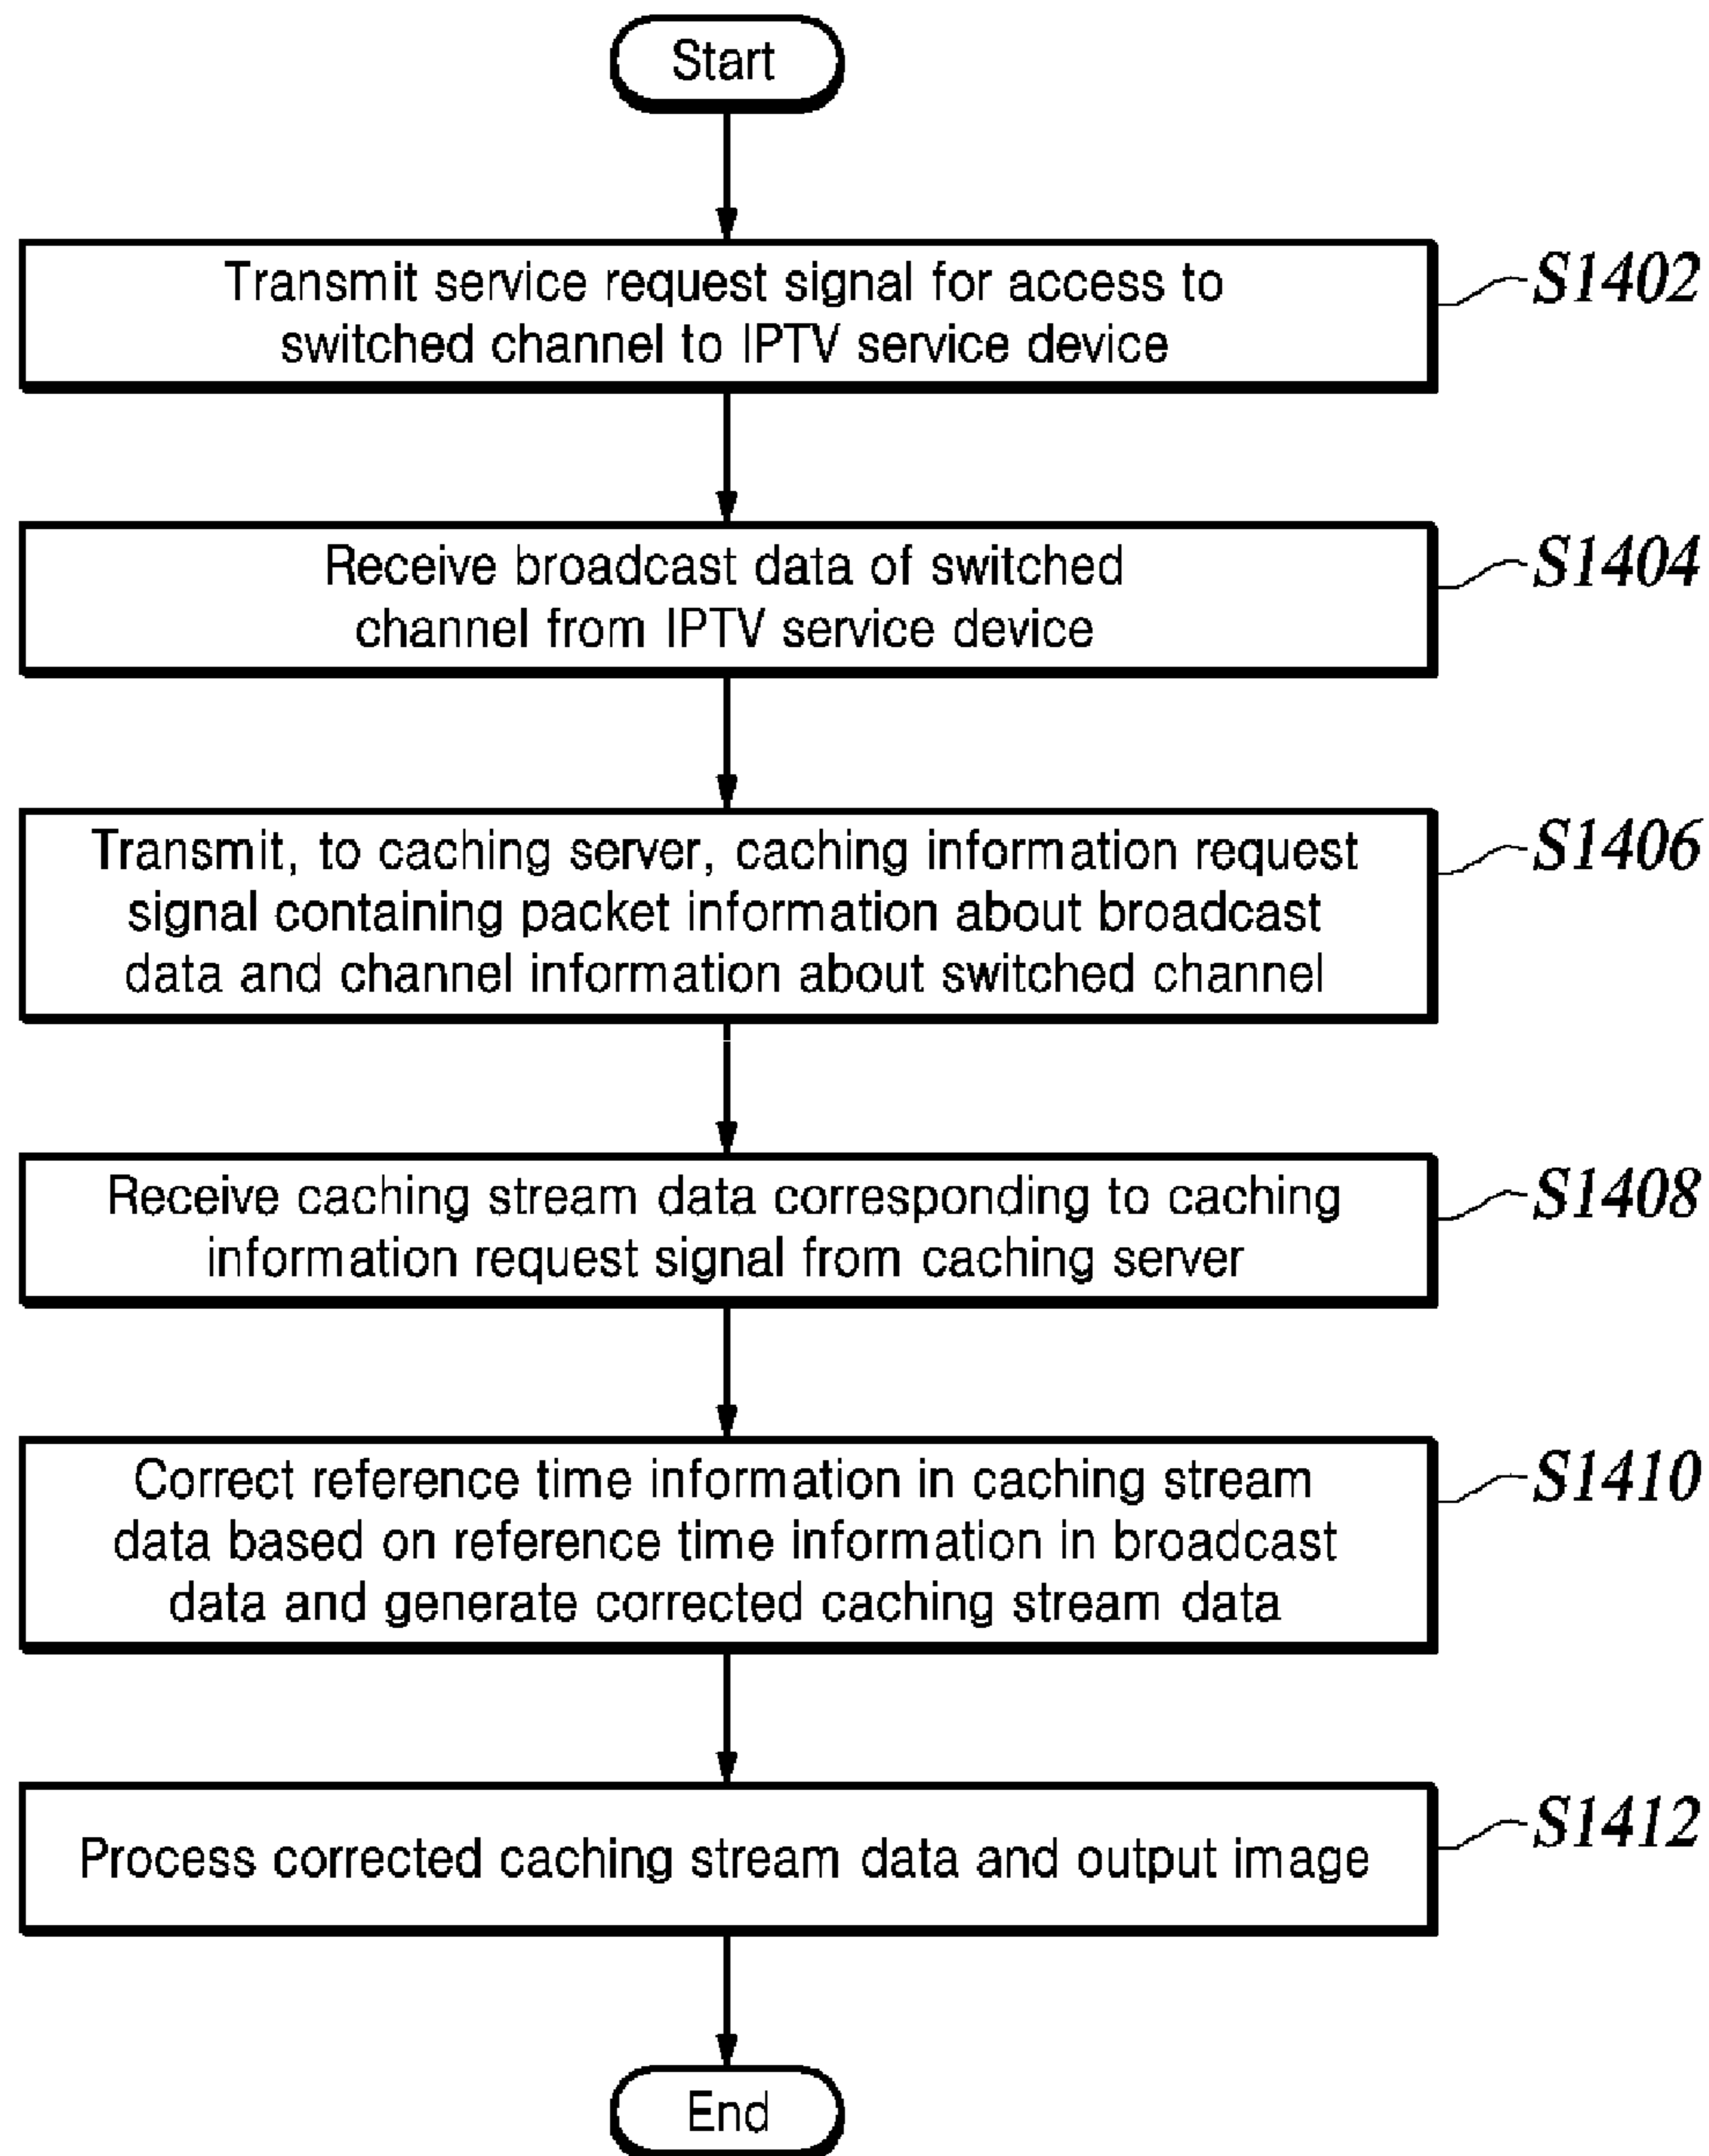 Start
Transmit service request signal for access to
switched channel to IPTV service device
S1402
Receive broadcast data of switched
channel from IPTV service device
S1404
Transmit, to caching server, caching information request
signal containing packet information about broadcast
data and channel information about switched channel
S1406
Receive caching stream data corresponding to caching
information request signal from caching server
S1408
Correct reference time information in caching stream
data based on reference time information in broadcast
data and generate corrected caching stream data
S1410
Process corrected caching stream data and output image
S1412
End